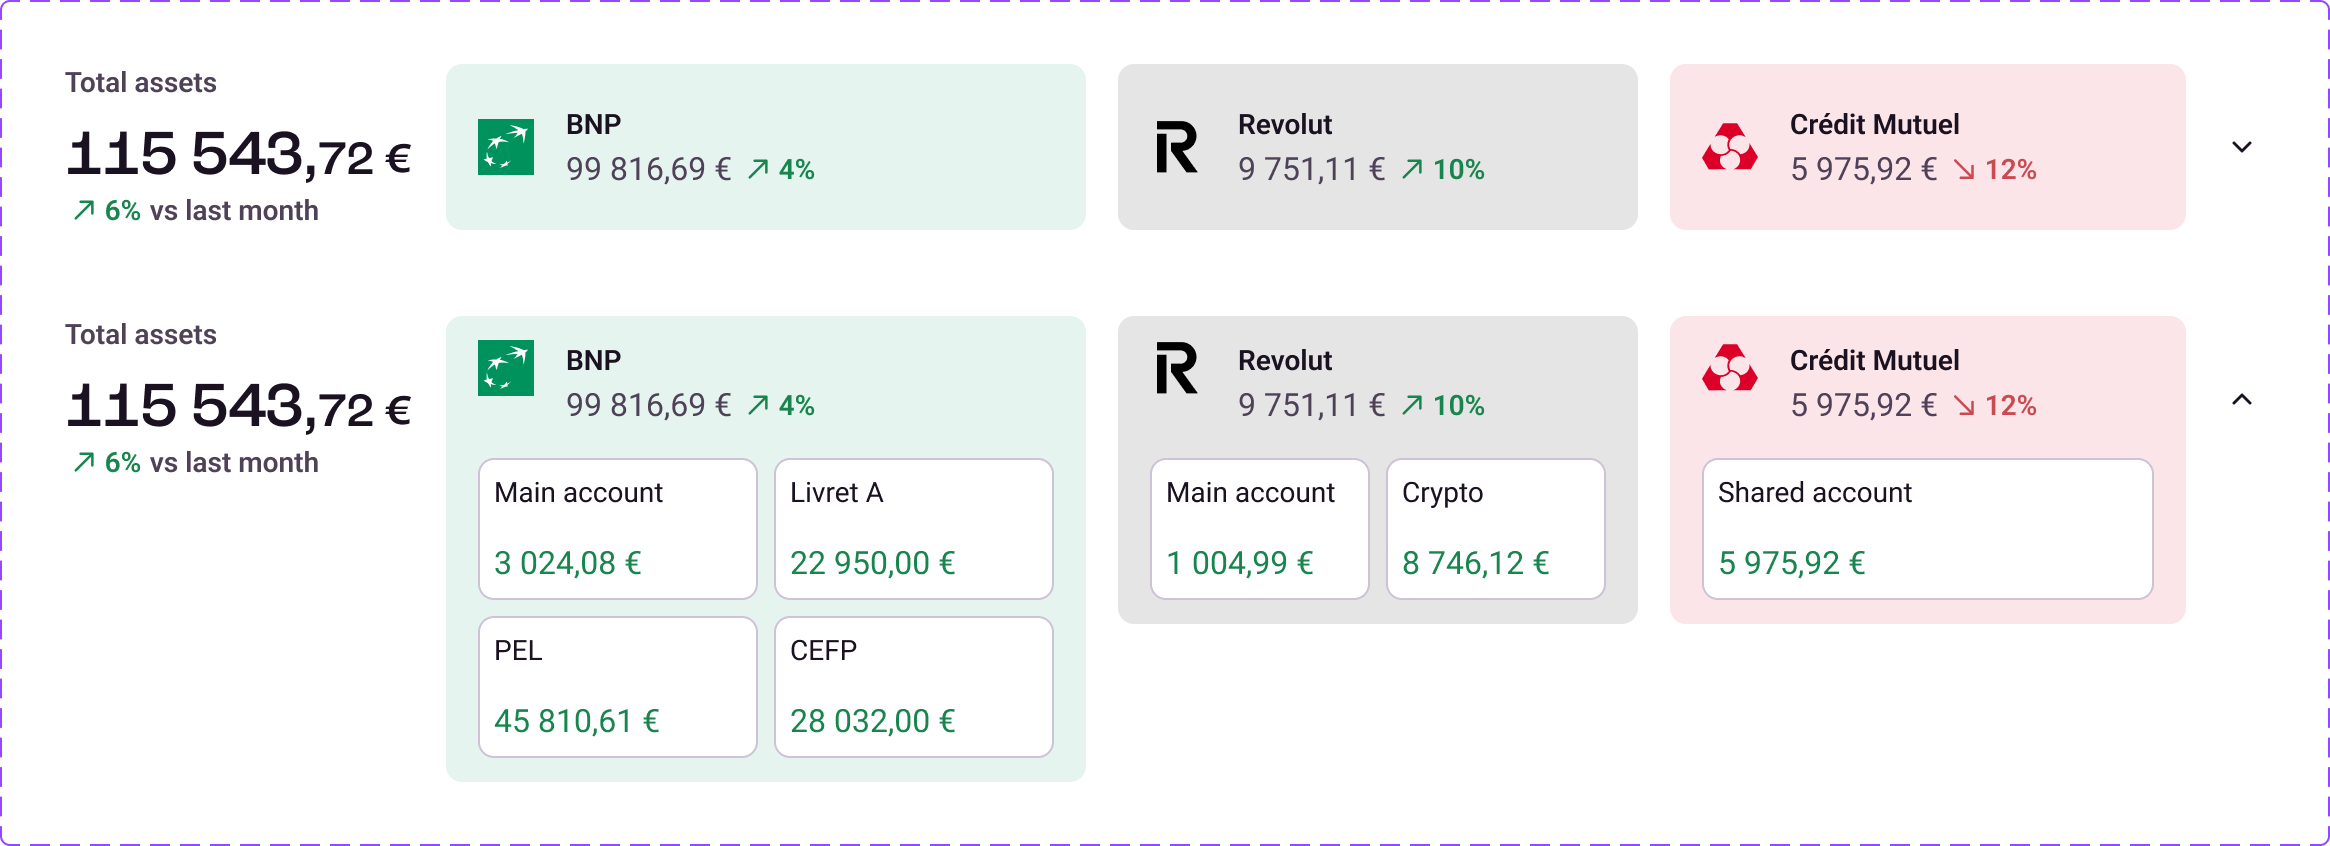 Total assets
115 543,72 €
6% vs last month
BNP
99 816,69 € 4%
Revolut
9 751,11 € 10%
Crédit Mutuel
5 975,92 € 12%
Total assets
115 543,72 €
6% vs last month
BNP
99 816,69 € 4%
Main account
3 024,08 €
Livret A
22 950,00 €
PEL
45 810,61 €
CEFP
28 032,00 €
Revolut
9 751,11 € 10%
Main account
1 004,99 €
Crypto
8 746,12 €
Crédit Mutuel
5 975,92 € 12%
Shared account
5 975,92 €